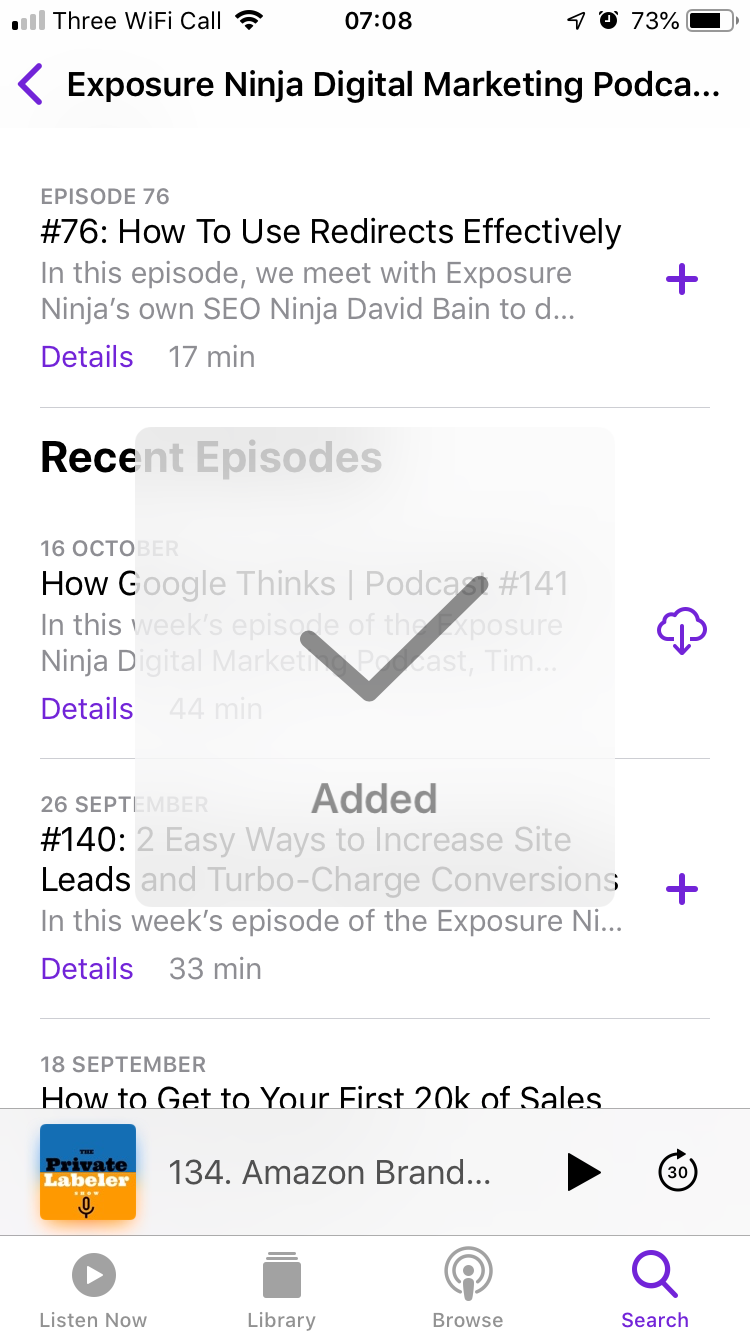 Three WiFi Call 07:08 73%
Exposure Ninja Digital Marketing Podca...
EPISODE 76
#76: How To Use Redirects Effectively
In this episode, we meet with Exposure
Ninja’s own SEO Ninja David Bain to d...
Details 17 min
Recent Episodes
16 OCTOBER
How Google Thinks | Podcast #141
In this week’s episode of the Exposure
Ninja Digital Marketing Podcast, Tim...
Details 44 min
Added
26 SEPTEMBER
#140: 2 Easy Ways to Increase Site
Leads and Turbo-Charge Conversions
In this week’s episode of the Exposure Ni...
Details 33 min
18 SEPTEMBER
How to Get to Your First 20k of Sales
THE
Private
Labeler
SHOW
134. Amazon Brand...
30
Listen Now Library Browse Search